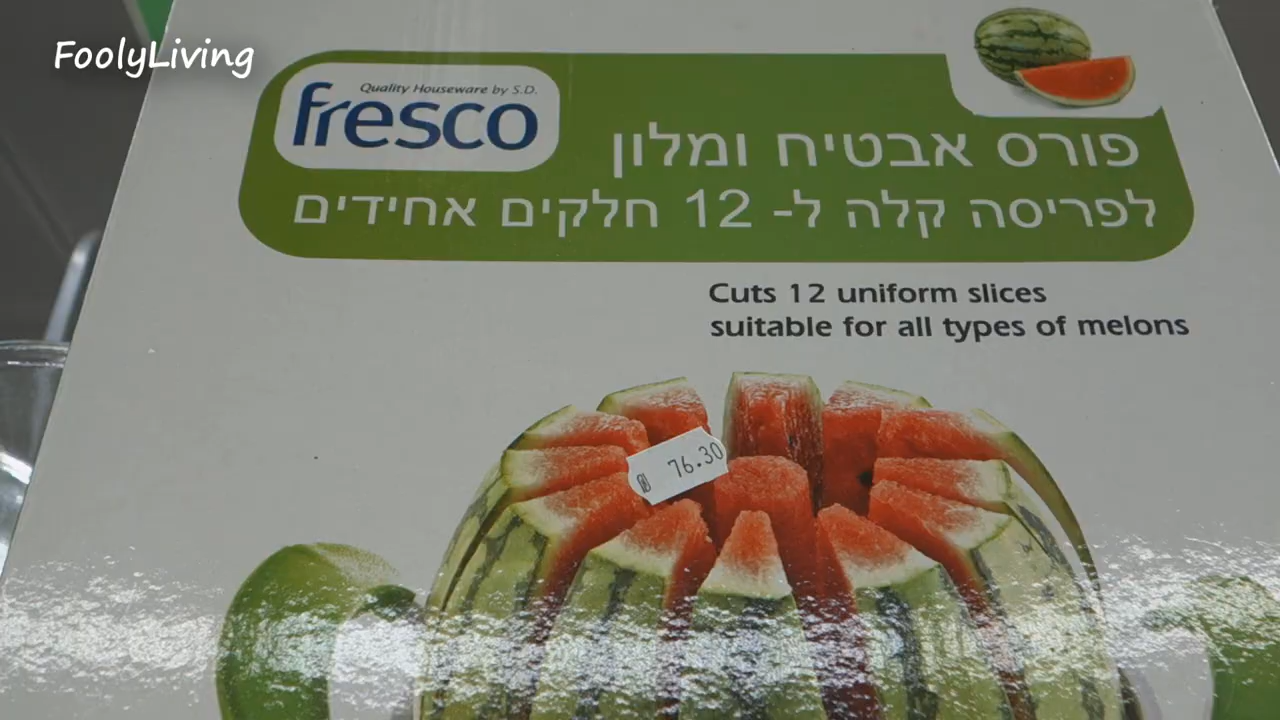 FoolyLiving
Quality Houseware by S.D.
fresco
פורס אבטיח ומלון
לפריסה קלה ל- 12 חלקים אחידים
Cuts 12 uniform slices
suitable for all types of melons
₪ 76.30